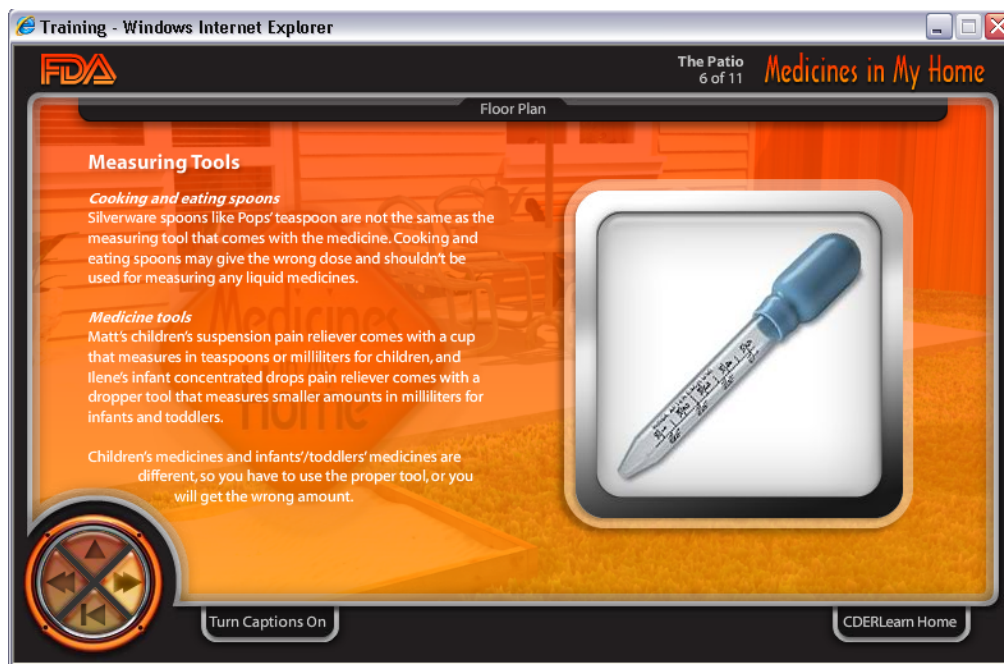 Training - Windows Internet Explorer
FDA
The Patio
6 of 11
Medicines in My Home
Floor Plan
Measuring Tools
Cooking and eating spoons
Silverware spoons like Pops' teaspoon are not the same as the
measuring tool that comes with the medicine. Cooking and
eating spoons may give the wrong dose and shouldn't be
used for measuring any liquid medicines.
Medicine tools
Matt's children's suspension pain reliever comes with a cup
that measures in teaspoons or milliliters for children, and
Ilene's infant concentrated drops pain reliever comes with a
dropper tool that measures smaller amounts in milliliters for
infants and toddlers.
Children's medicines and infants'/toddlers' medicines are
different, so you have to use the proper tool, or you
will get the wrong amount.
Medicines
Home
Turn Captions On
CDERLearn Home